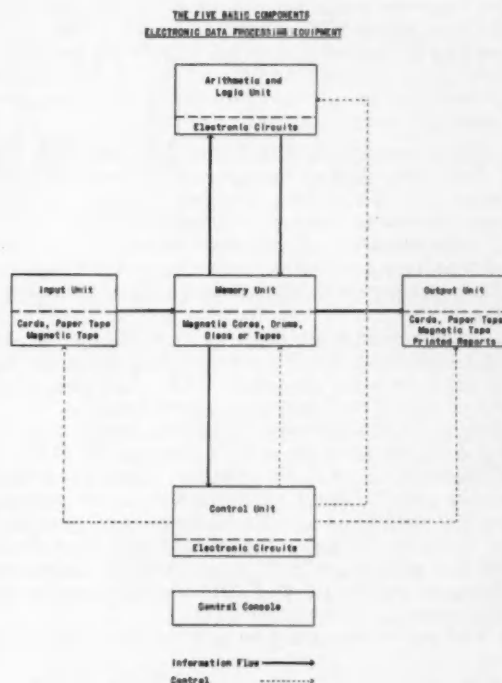 THE FIVE BASIC COMPONENTS
ELECTRONIC DATA PROCESSING EQUIPMENT
Arithmetic and
Logic Unit
Electronic Circuits
Input Unit
Cards, Paper Tape
Magnetic Tape
Memory Unit
Magnetic Cores, Drums,
Discs or Tapes
Output Unit
Cards, Paper Tape
Magnetic Tape
Printed Reports
Control Unit
Electronic Circuits
Control Console
Information Flow
Control